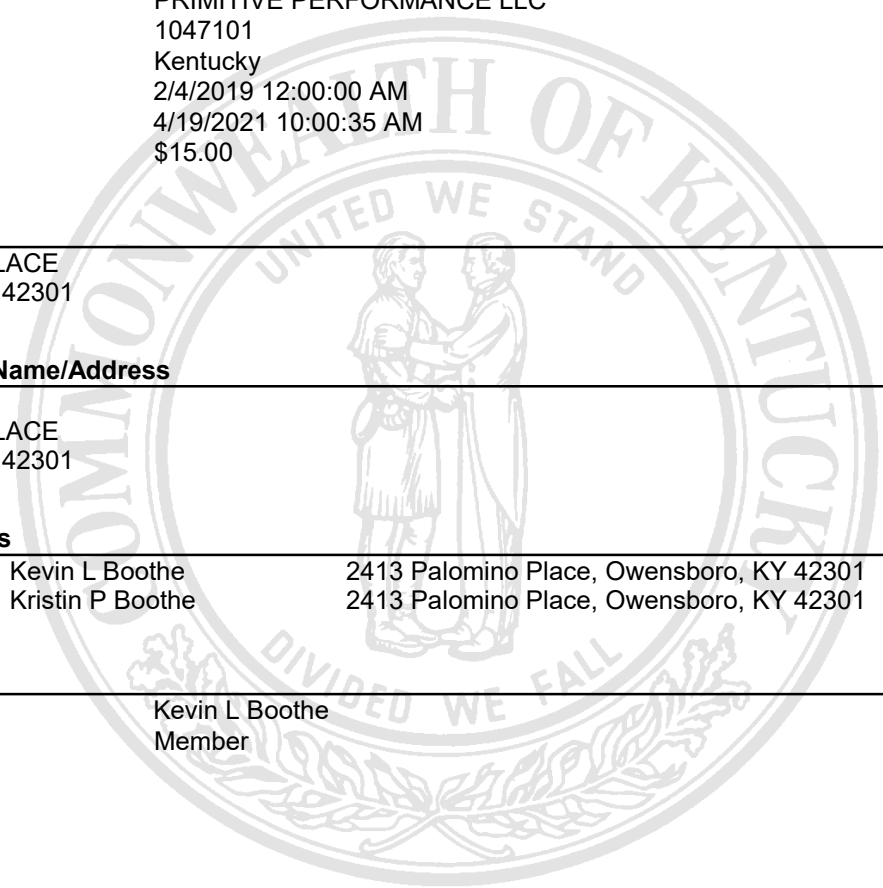 PRIMITIVE PERFORMANCE LLC
1047101
Kentucky
2/4/2019 12:00:00 AM
4/19/2021 10:00:35 AM
$15.00
COMMONWEALTH OF KENTUCKY
UNITED WE STAND
LACE
42301
Name/Address
LACE
42301
s
Kevin L Boothe 2413 Palomino Place, Owensboro, KY 42301
Kristin P Boothe 2413 Palomino Place, Owensboro, KY 42301
DIVIDED WE FALL
Kevin L Boothe
Member